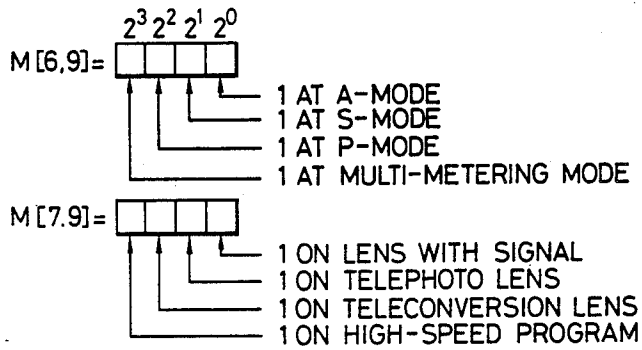 2³ 2² 2¹ 2⁰
M[6,9]=
1 AT A-MODE
1 AT S-MODE
1 AT P-MODE
1 AT MULTI-METERING MODE
M[7.9]=
1 ON LENS WITH SIGNAL
1 ON TELEPHOTO LENS
1 ON TELECONVERSION LENS
1 ON HIGH-SPEED PROGRAM